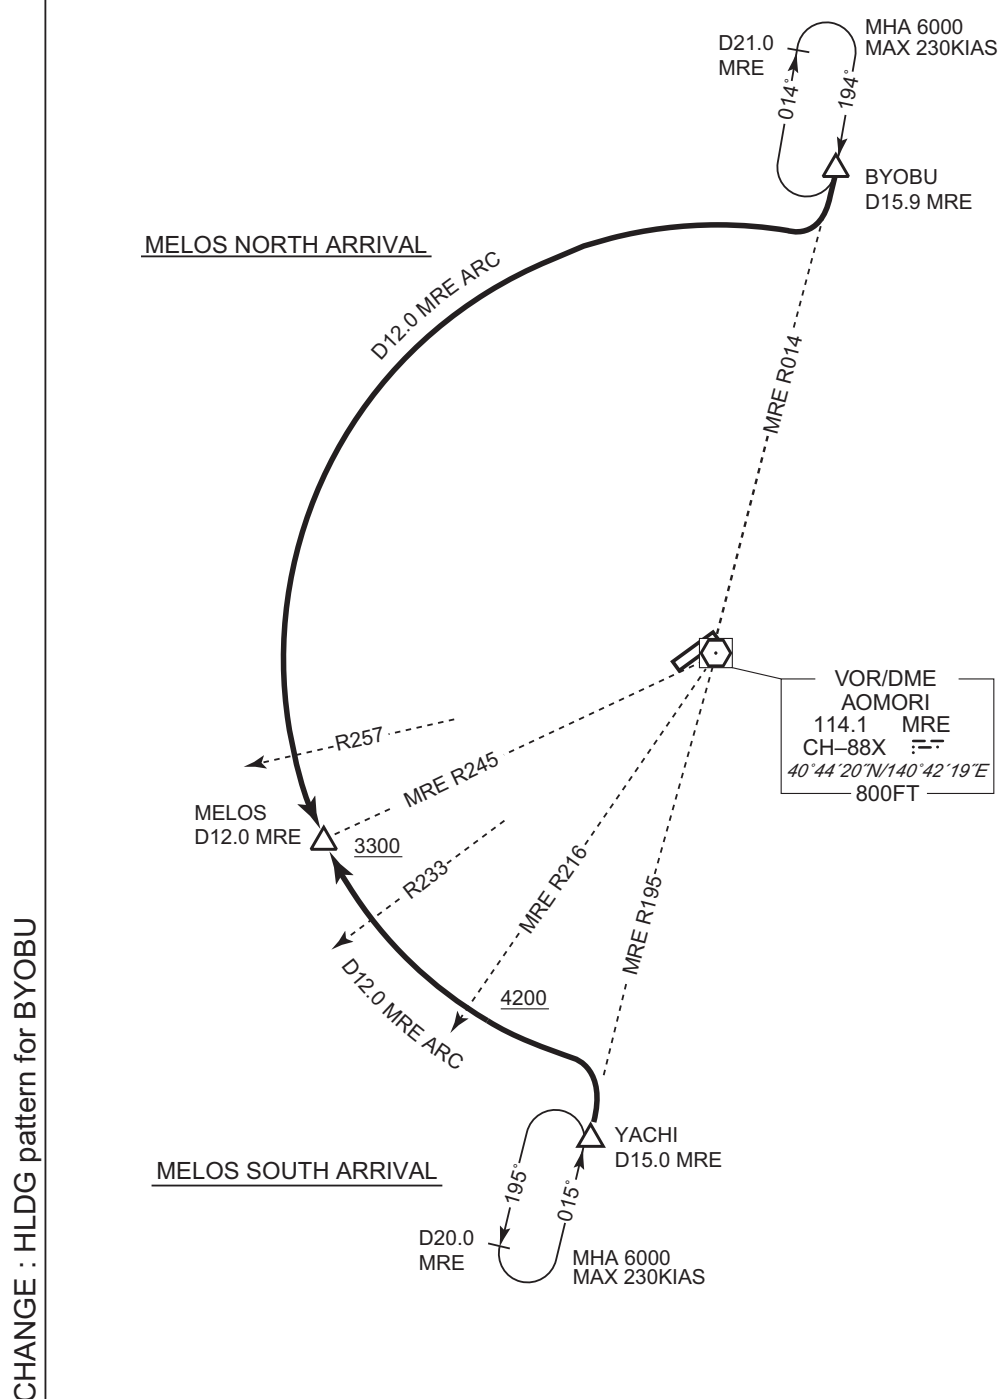 MHA 6000
MAX 230KIAS
D21.0
MRE
014°
194°
BYOBU
D15.9 MRE
MELOS NORTH ARRIVAL
D12.0 MRE ARC
MRE R014
VOR/DME
AOMORI
114.1 MRE
CH–88X
40°44´20˝N/140°42´19˝E
800FT
R257
MRE R245
MELOS
D12.0 MRE
3300
R233
MRE R216
MRE R195
D12.0 MRE ARC
4200
YACHI
D15.0 MRE
MELOS SOUTH ARRIVAL
195°
015°
D20.0
MRE
MHA 6000
MAX 230KIAS
CHANGE : HLDG pattern for BYOBU